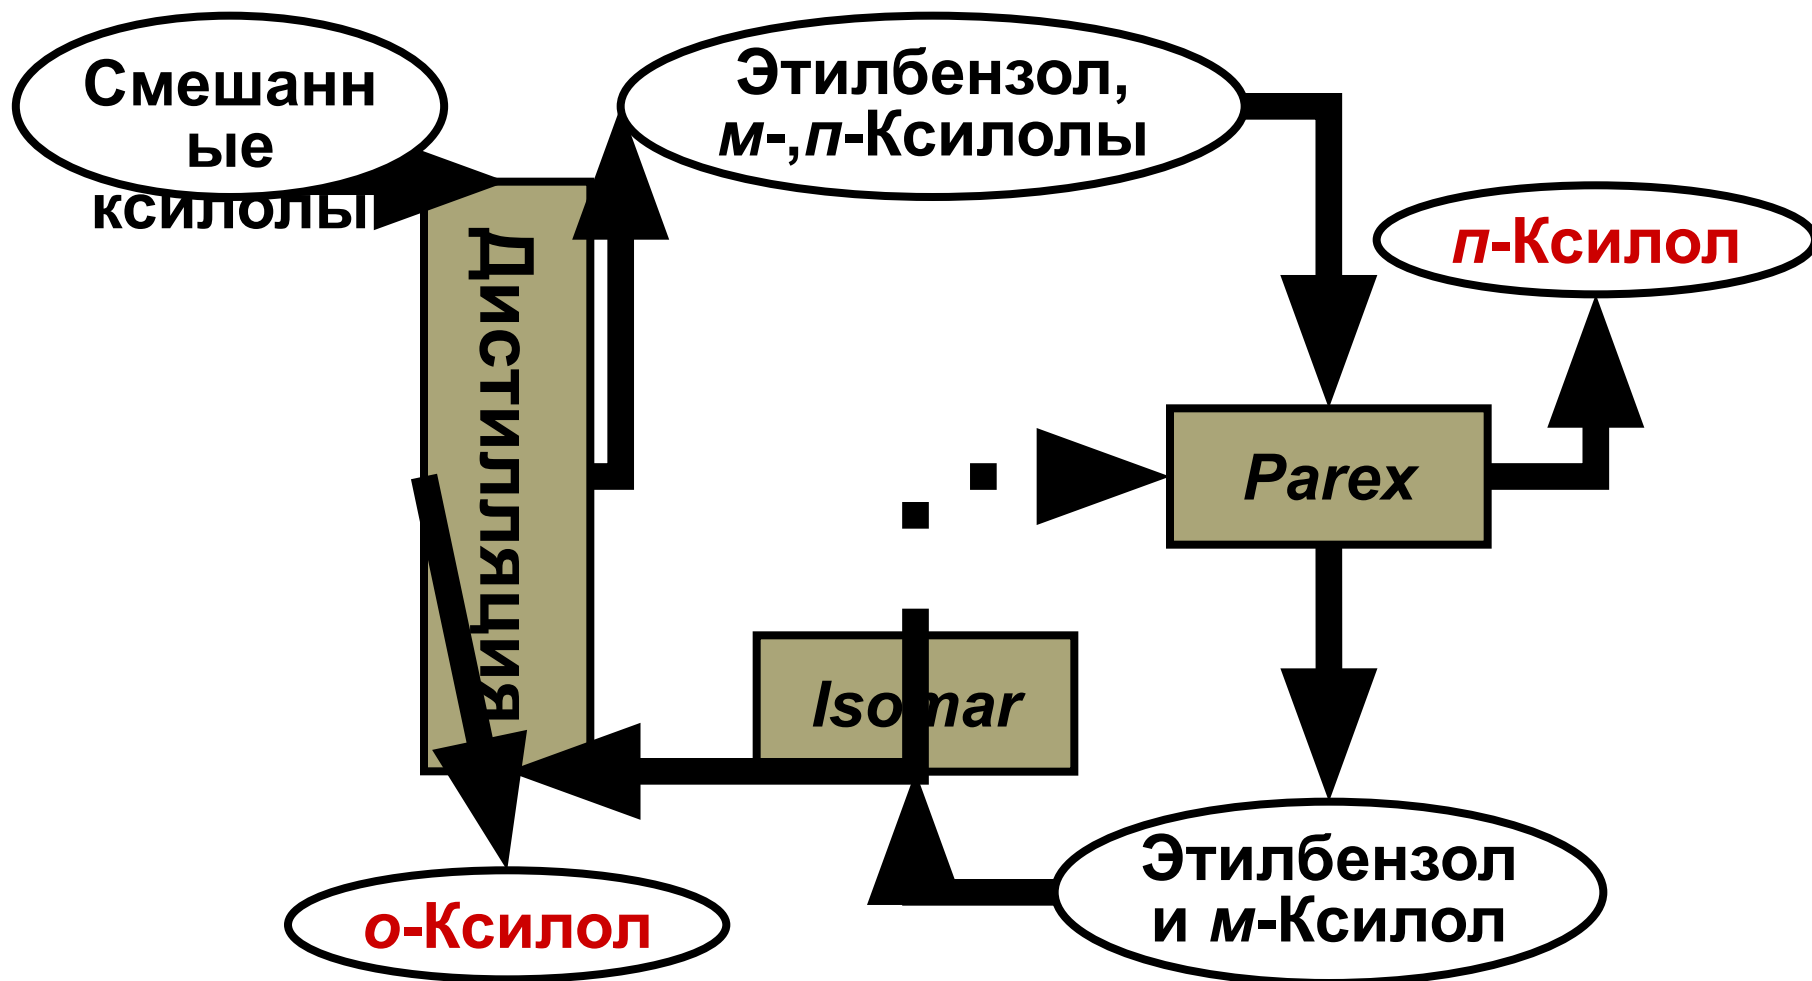 Смешанн
ые
ксилолы
Этилбензол,
м-,п-Ксилолы
п-Ксилол
Дистилляция
Parex
Isomar
Этилбензол
и м-Ксилол
о-Ксилол